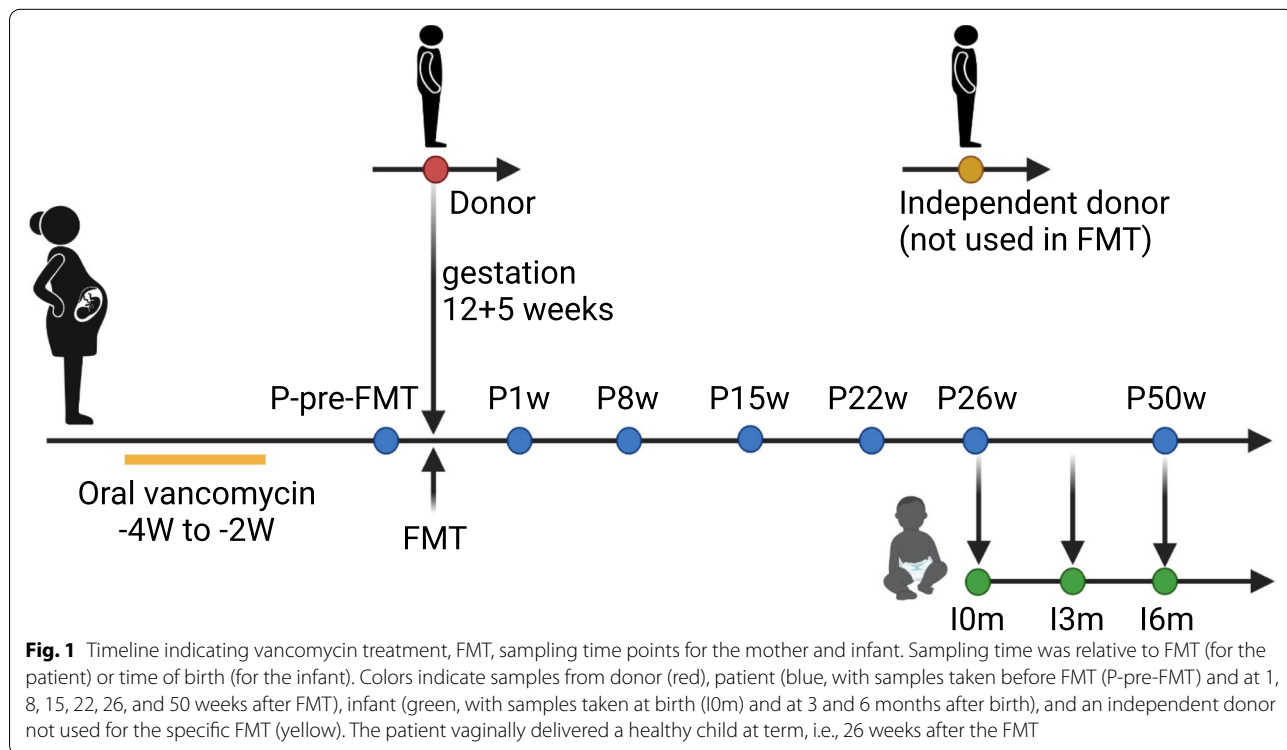 Donor
Independent donor
(not used in FMT)
gestation
12+5 weeks
P-pre-FMT P1w P8w P15w P22w P26w P50w
Oral vancomycin
-4W to -2W
FMT
I0m I3m I6m
Fig. 1 Timeline indicating vancomycin treatment, FMT, sampling time points for the mother and infant. Sampling time was relative to FMT (for the
patient) or time of birth (for the infant). Colors indicate samples from donor (red), patient (blue, with samples taken before FMT (P-pre-FMT) and at 1,
8, 15, 22, 26, and 50 weeks after FMT), infant (green, with samples taken at birth (I0m) and at 3 and 6 months after birth), and an independent donor
not used for the specific FMT (yellow). The patient vaginally delivered a healthy child at term, i.e., 26 weeks after the FMT